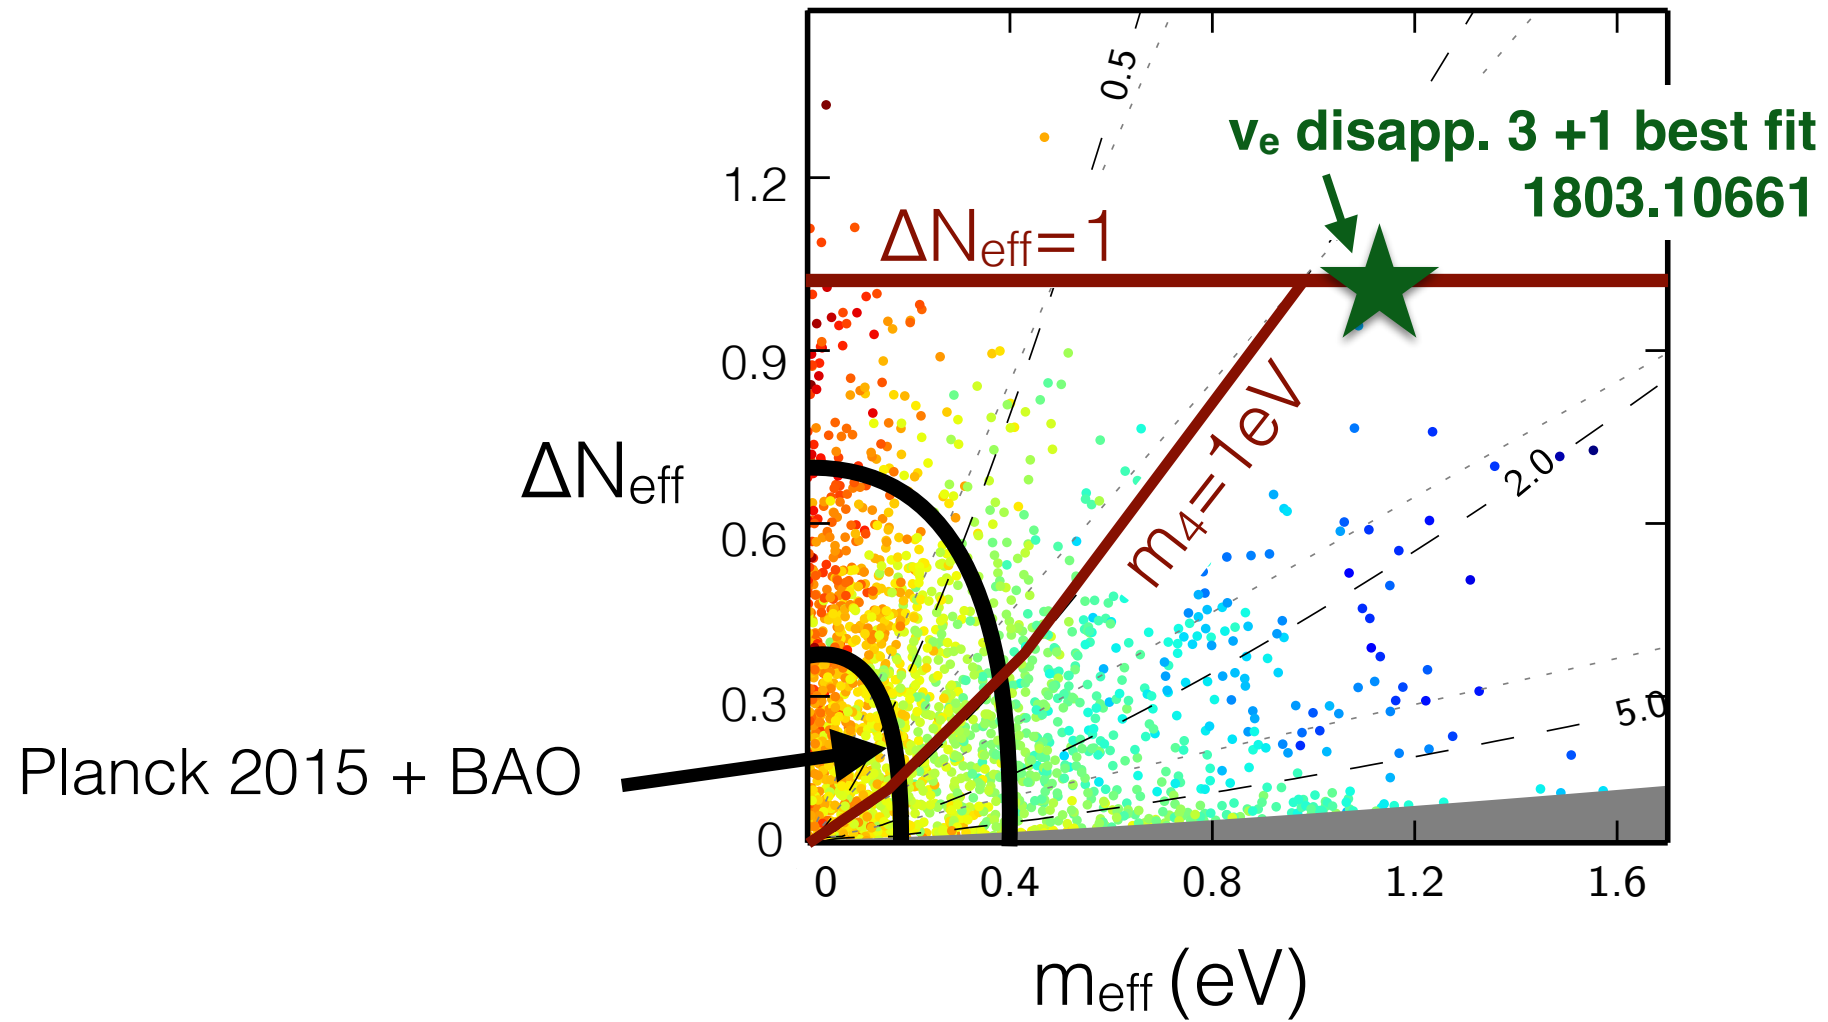 0.5
νe disapp. 3 +1 best fit
1803.10661
1.2
ΔNeff=1
0.9
m4=1eV
ΔNeff
2.0
0.6
0.3
5.0
Planck 2015 + BAO
0
0 0.4 0.8 1.2 1.6
meff (eV)